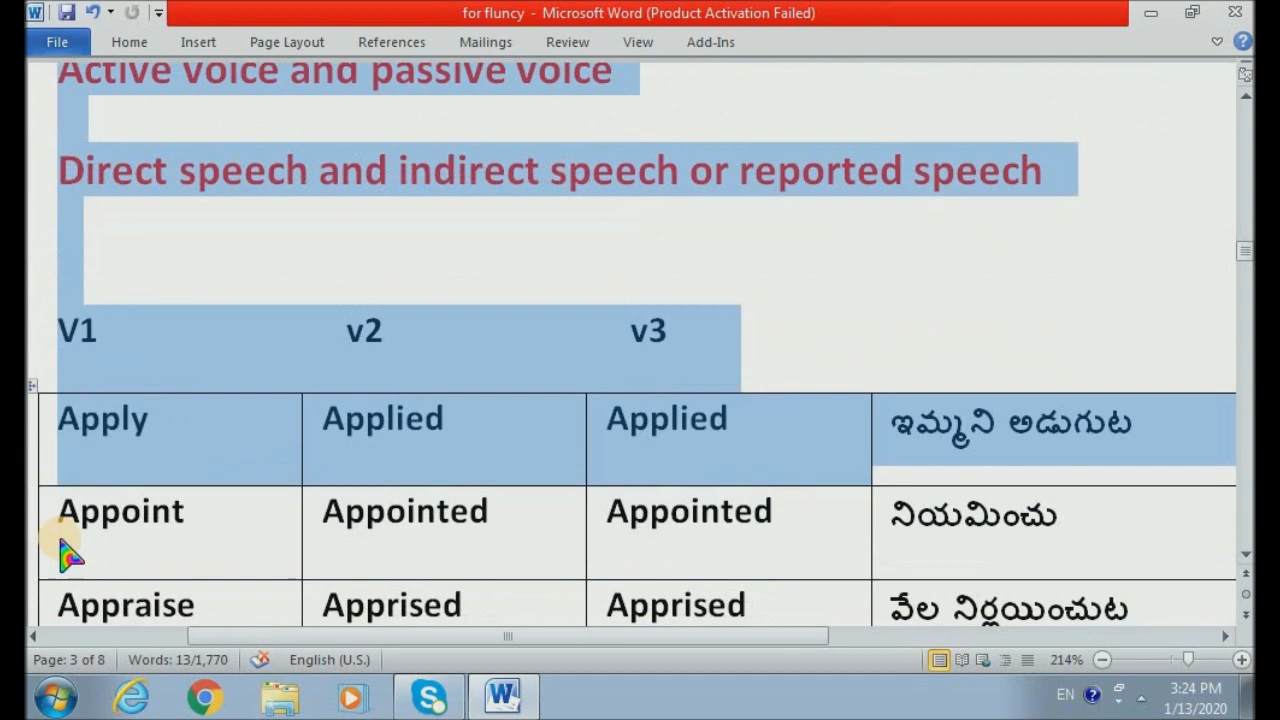 for fluncy - Microsoft Word (Product Activation Failed)
File Home Insert Page Layout References Mailings Review View Add-Ins
Active voice and passive voice
Direct speech and indirect speech or reported speech
V1 v2 v3
Apply Applied Applied ఇమ్మని అడుగుట
Appoint Appointed Appointed నియమించు
Appraise Apprised Apprised వేల నిర్ణయించుట
Page: 3 of 8 Words: 13/1,770 English (U.S.) 214%
EN 3:24 PM
1/13/2020